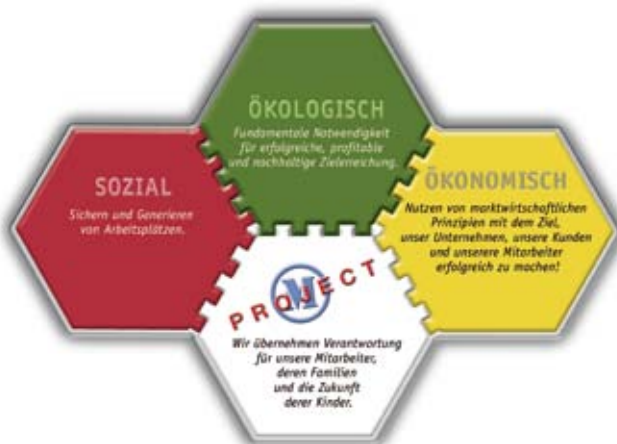 ÖKOLOGISCH
Fundamentale Notwendigkeit
für erfolgreiche, profitable
und nachhaltige Zielerreichung.
SOZIAL
Sichern und Generieren
von Arbeitsplätzen.
ÖKONOMISCH
Nutzen von marktwirtschaftlichen
Prinzipien mit dem Ziel,
unser Unternehmen, unsere Kunden
und unserere Mitarbeiter
erfolgreich zu machen!
PROJECT
M
Wir übernehmen Verantwortung
für unsere Mitarbeiter,
deren Familien
und die Zukunft
derer Kinder.